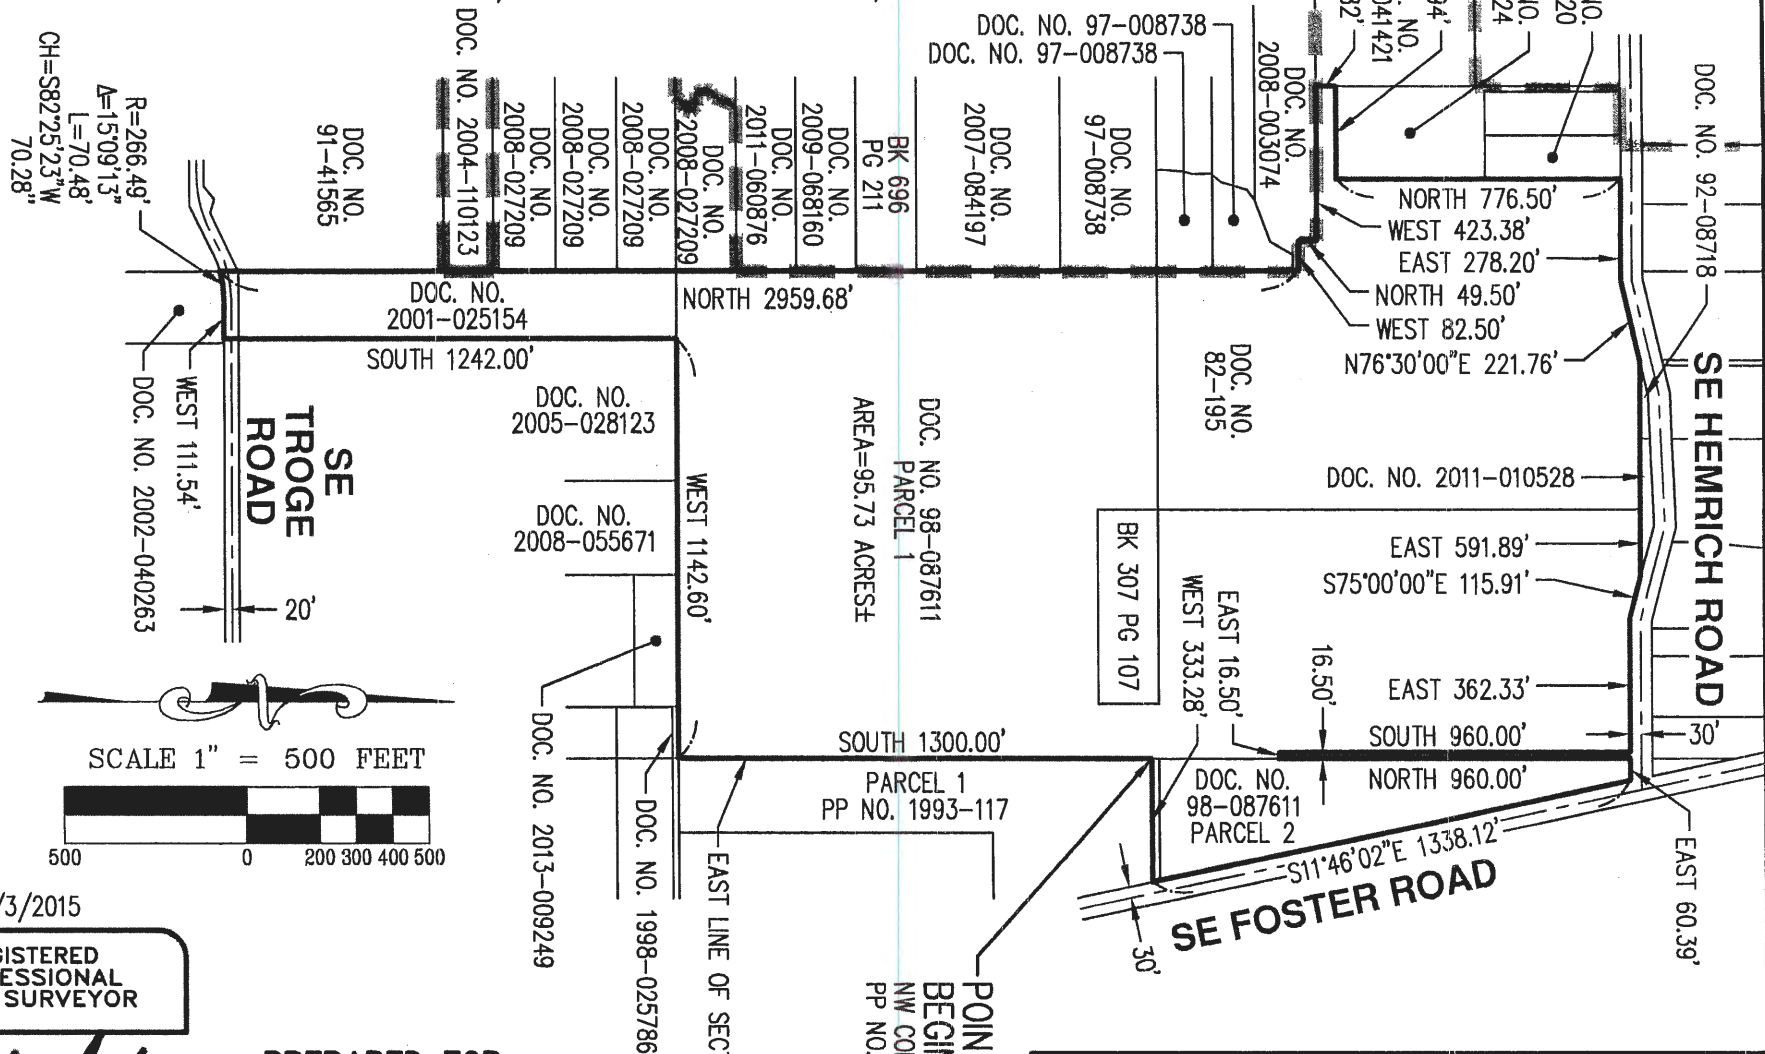 DOC. NO. 97-008738
DOC. NO. 97-008738
DOC. NO.
2008-003074
82'
NO.
041421
94'
NO.
24
NO.
20
DOC. NO. 92-08718
CH=S82°25'23"W
70.28"
R=266.49'
Δ=15°09'13"
L=70.48'
DOC. NO.
91-41565
DOC. NO. 2004-110123
DOC. NO.
2008-027209
DOC. NO.
2008-027209
DOC. NO.
2008-027209
DOC. NO.
2008-027209
DOC. NO.
2011-060876
DOC. NO.
2009-068160
BK 696
PG 211
DOC. NO.
2007-084197
DOC. NO.
97-008738
NORTH 776.50'
WEST 423.38'
EAST 278.20'
NORTH 49.50'
WEST 82.50'
N76°30'00"E 221.76'
DOC. NO.
2001-025154
NORTH 2959.68'
SOUTH 1242.00'
WEST 111.54'
DOC. NO. 2002-040263
SE
TROGE
ROAD
20'
DOC. NO.
2005-028123
DOC. NO.
2008-055671
WEST 1142.60'
DOC. NO. 98-087611
PARCEL 1
AREA=95.73 ACRES±
DOC. NO.
82-195
SE HEMRICH ROAD
DOC. NO. 2011-010528
BK 307 PG 107
EAST 591.89'
S75°00'00"E 115.91'
EAST 16.50'
WEST 333.28'
16.50'
EAST 362.33'
SOUTH 960.00'
30'
NORTH 960.00'
SOUTH 1300.00'
PARCEL 1
PP NO. 1993-117
DOC. NO.
98-087611
PARCEL 2
S11°46'02"E 1338.12'
SE FOSTER ROAD
30'
EAST 60.39'
DOC. NO. 2013-009249
DOC. NO. 1998-025786
EAST LINE OF SEC
POIN
BEGIN
NW CO
PP NO.
SCALE 1" = 500 FEET
500 0 200 300 400 500
/3/2015
GISTERED
ESSIONAL
SURVEYOR
PREPARED FOR